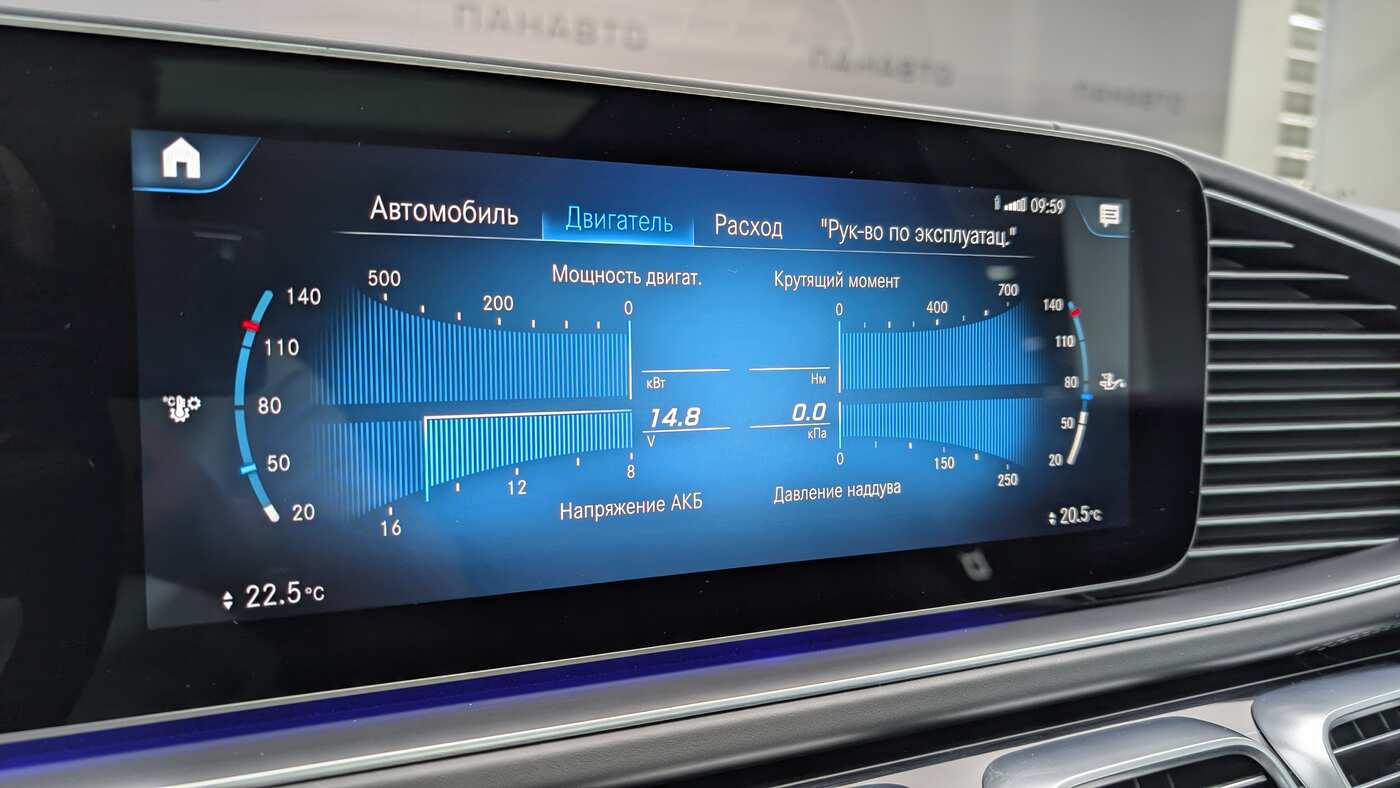 ПАНАВТО
ПАНАВТО
ПАНАВТО
09:59
Автомобиль Двигатель Расход "Рук-во по эксплуатац."
Мощность двигат. Крутящий момент
500 200 0 0 400 700
140 110 80 50 20
140 110 80 50 20
кВт Нм
14.8 0.0
V кПа
16 12 8 0 150 250
Напряжение АКБ Давление наддува
°C
22.5°C 20.5°C